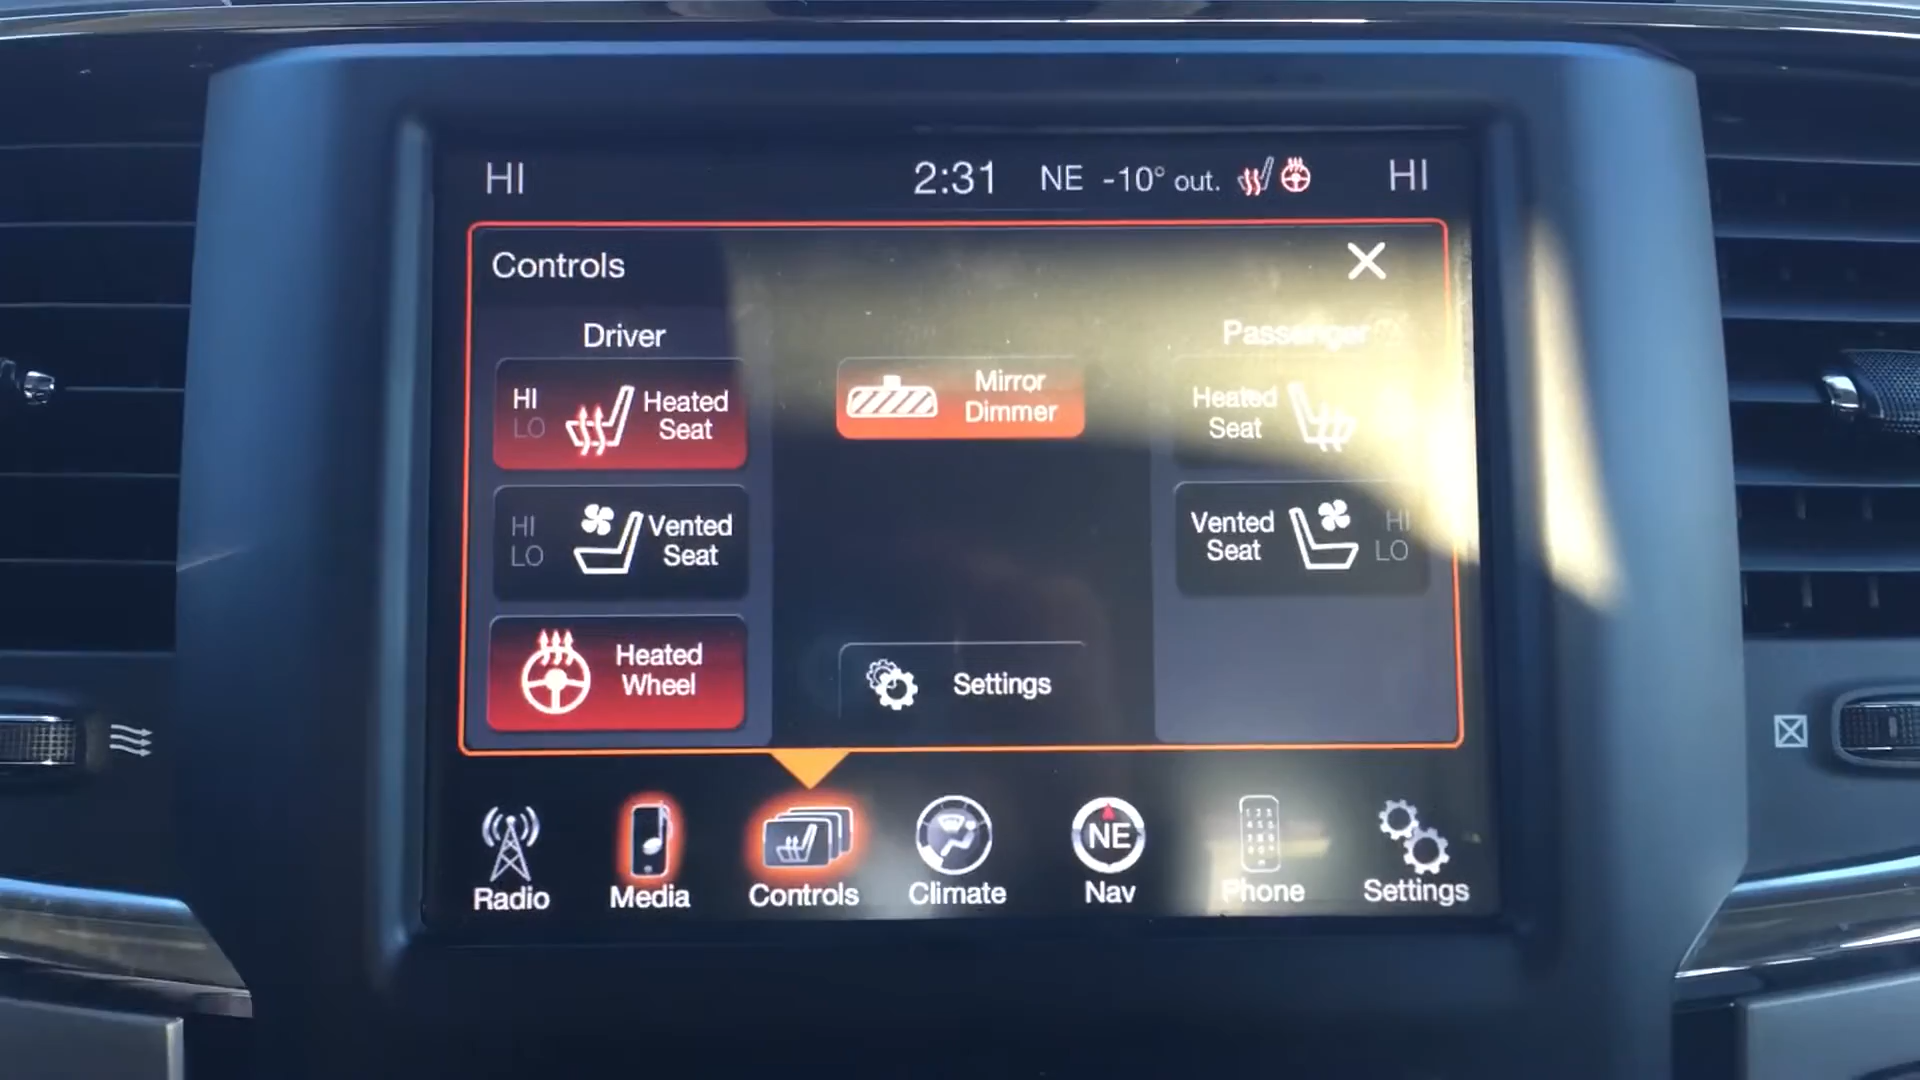 HI 2:31 NE -10° out. HI
Controls
Driver
Passenger
HI
LO
Heated
Seat
Mirror
Dimmer
Heated
Seat
HI
LO
Vented
Seat
Vented
Seat
HI
LO
Heated
Wheel
Settings
Radio
Media
Controls
Climate
NE
Nav
Phone
Settings